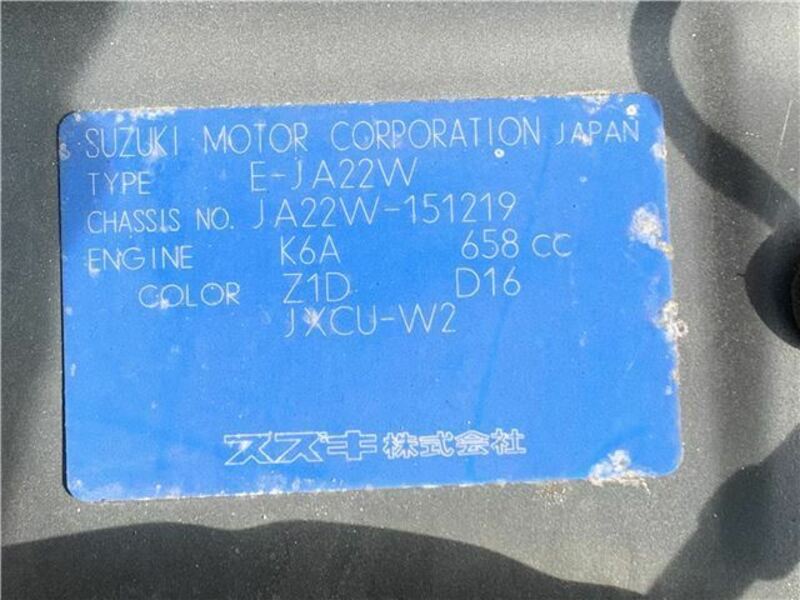 SUZUKI MOTOR CORPORATION JAPAN
TYPE E-JA22W
CHASSIS NO. JA22W-151219
ENGINE K6A 658 CC
COLOR Z1D D16
JXCU-W2
スズキ株式会社